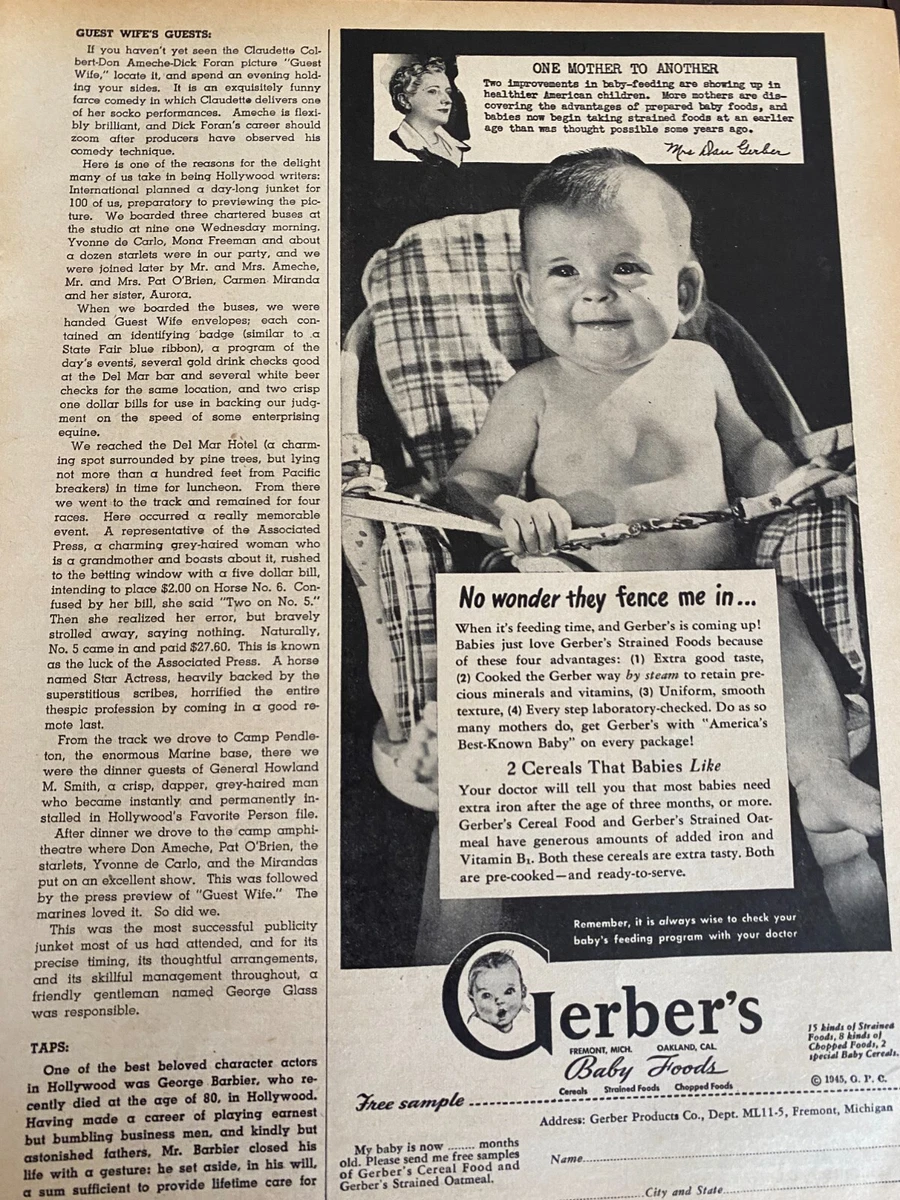 GUEST WIFE'S GUESTS:
If you haven't yet seen the Claudette Col-
bert-Don Ameche-Dick Foran picture "Guest
Wife," locate it, and spend an evening hold-
ing your sides. It is an exquisitely funny
farce comedy in which Claudette delivers one
of her socko performances. Ameche is flexi-
bly brilliant, and Dick Foran's career should
zoom after producers have observed his
comedy technique.
Here is one of the reasons for the delight
many of us take in being Hollywood writers:
International planned a day-long junket for
100 of us, preparatory to previewing the pic-
ture. We boarded three chartered buses at
the studio at nine one Wednesday morning.
Yvonne de Carlo, Mona Freeman and about
a dozen starlets were in our party, and we
were joined later by Mr. and Mrs. Ameche,
Mr. and Mrs. Pat O'Brien, Carmen Miranda
and her sister, Aurora.
When we boarded the buses, we were
handed Guest Wife envelopes; each con-
tained an identifying badge (similar to a
State Fair blue ribbon), a program of the
day's events, several gold drink checks good
at the Del Mar bar and several white beer
checks for the same location, and two crisp
one dollar bills for use in backing our judg-
ment on the speed of some enterprising
equine.
We reached the Del Mar Hotel (a charm-
ing spot surrounded by pine trees, but lying
not more than a hundred feet from Pacific
breakers) in time for luncheon. From there
we went to the track and remained for four
races. Here occurred a really memorable
event. A representative of the Associated
Press, a charming grey-haired woman who
is a grandmother and boasts about it, rushed
to the betting window with a five dollar bill,
intending to place $2.00 on Horse No. 6. Con-
fused by her bill, she said "Two on No. 5."
Then she realized her error, but bravely
strolled away, saying nothing. Naturally,
No. 5 came in and paid $27.60. This is known
as the luck of the Associated Press. A horse
named Star Actress, heavily backed by the
superstitious scribes, horrified the entire
thespic profession by coming in a good re-
mote last.
From the track we drove to Camp Pendle-
ton, the enormous Marine base, there we
were the dinner guests of General Howland
M. Smith, a crisp, dapper, grey-haired man
who became instantly and permanently in-
stalled in Hollywood's Favorite Person file.
After dinner we drove to the camp amphi-
theatre where Don Ameche, Pat O'Brien, the
starlets, Yvonne de Carlo, and the Mirandas
put on an excellent show. This was followed
by the press preview of "Guest Wife." The
marines loved it. So did we.
This was the most successful publicity
junket most of us had attended, and for its
precise timing, its thoughtful arrangements,
and its skillful management throughout, a
friendly gentleman named George Glass
was responsible.
TAPS:
One of the best beloved character actors
in Hollywood was George Barbier, who re-
cently died at the age of 80, in Hollywood.
Having made a career of playing earnest
but bumbling business men, and kindly but
astonished fathers, Mr. Barbier closed his
life with a gesture: he set aside, in his will,
a sum sufficient to provide lifetime care for
ONE MOTHER TO ANOTHER
Two improvements in baby-feeding are showing up in
healthier American children. More mothers are dis-
covering the advantages of prepared baby foods, and
babies now begin taking strained foods at an earlier
age than was thought possible some years ago.
Mrs Dan Gerber
No wonder they fence me in...
When it's feeding time, and Gerber's is coming up!
Babies just love Gerber's Strained Foods because
of these four advantages: (1) Extra good taste,
(2) Cooked the Gerber way by steam to retain pre-
cious minerals and vitamins, (3) Uniform, smooth
texture, (4) Every step laboratory-checked. Do as so
many mothers do, get Gerber's with "America's
Best-Known Baby" on every package!
2 Cereals That Babies Like
Your doctor will tell you that most babies need
extra iron after the age of three months, or more.
Gerber's Cereal Food and Gerber's Strained Oat-
meal have generous amounts of added iron and
Vitamin B₁. Both these cereals are extra tasty. Both
are pre-cooked—and ready-to-serve.
Remember, it is always wise to check your
baby's feeding program with your doctor
Gerber's
FREMONT, MICH. OAKLAND, CAL.
Baby Foods
Cereals Strained Foods Chopped Foods
15 kinds of Strained
Foods, 8 kinds of
Chopped Foods, 2
special Baby Cereals.
© 1945, G. P. C.
Free sample
Address: Gerber Products Co., Dept. ML11-5, Fremont, Michigan
My baby is now ........ months
old. Please send me free samples
of Gerber's Cereal Food and
Gerber's Strained Oatmeal.
Name
City and State